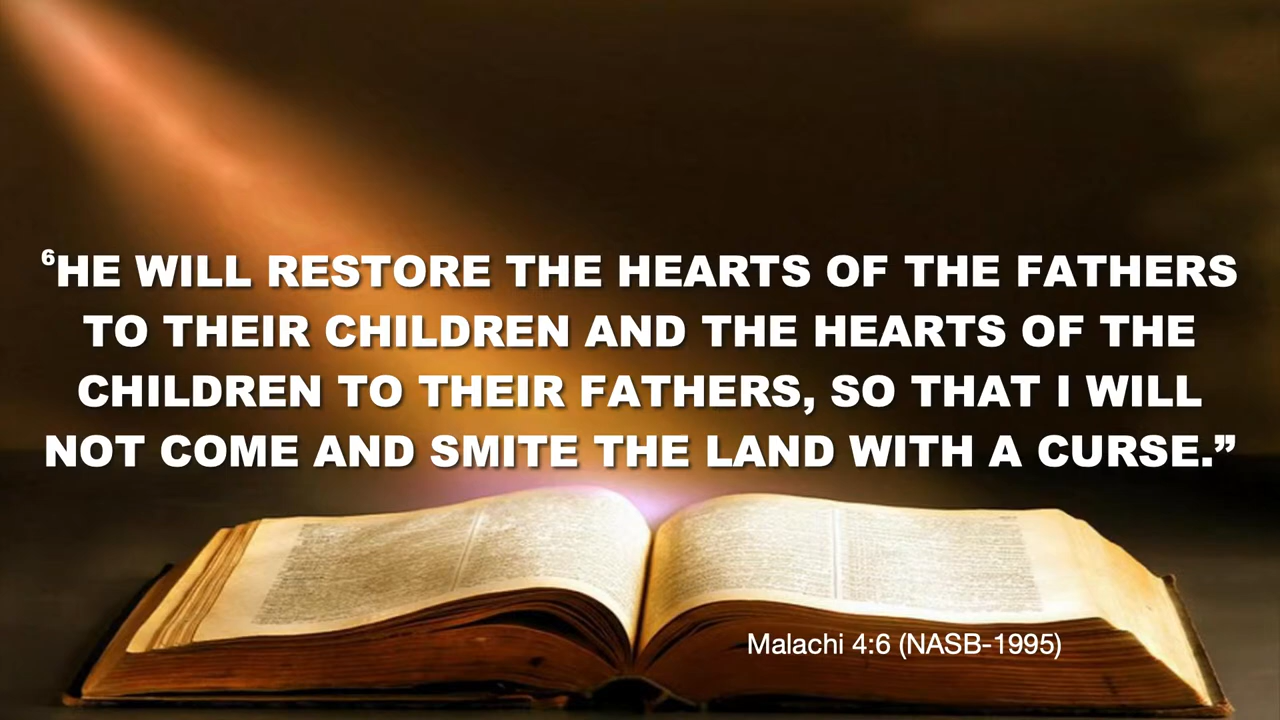 ⁶HE WILL RESTORE THE HEARTS OF THE FATHERS
TO THEIR CHILDREN AND THE HEARTS OF THE
CHILDREN TO THEIR FATHERS, SO THAT I WILL
NOT COME AND SMITE THE LAND WITH A CURSE.”
Malachi 4:6 (NASB-1995)